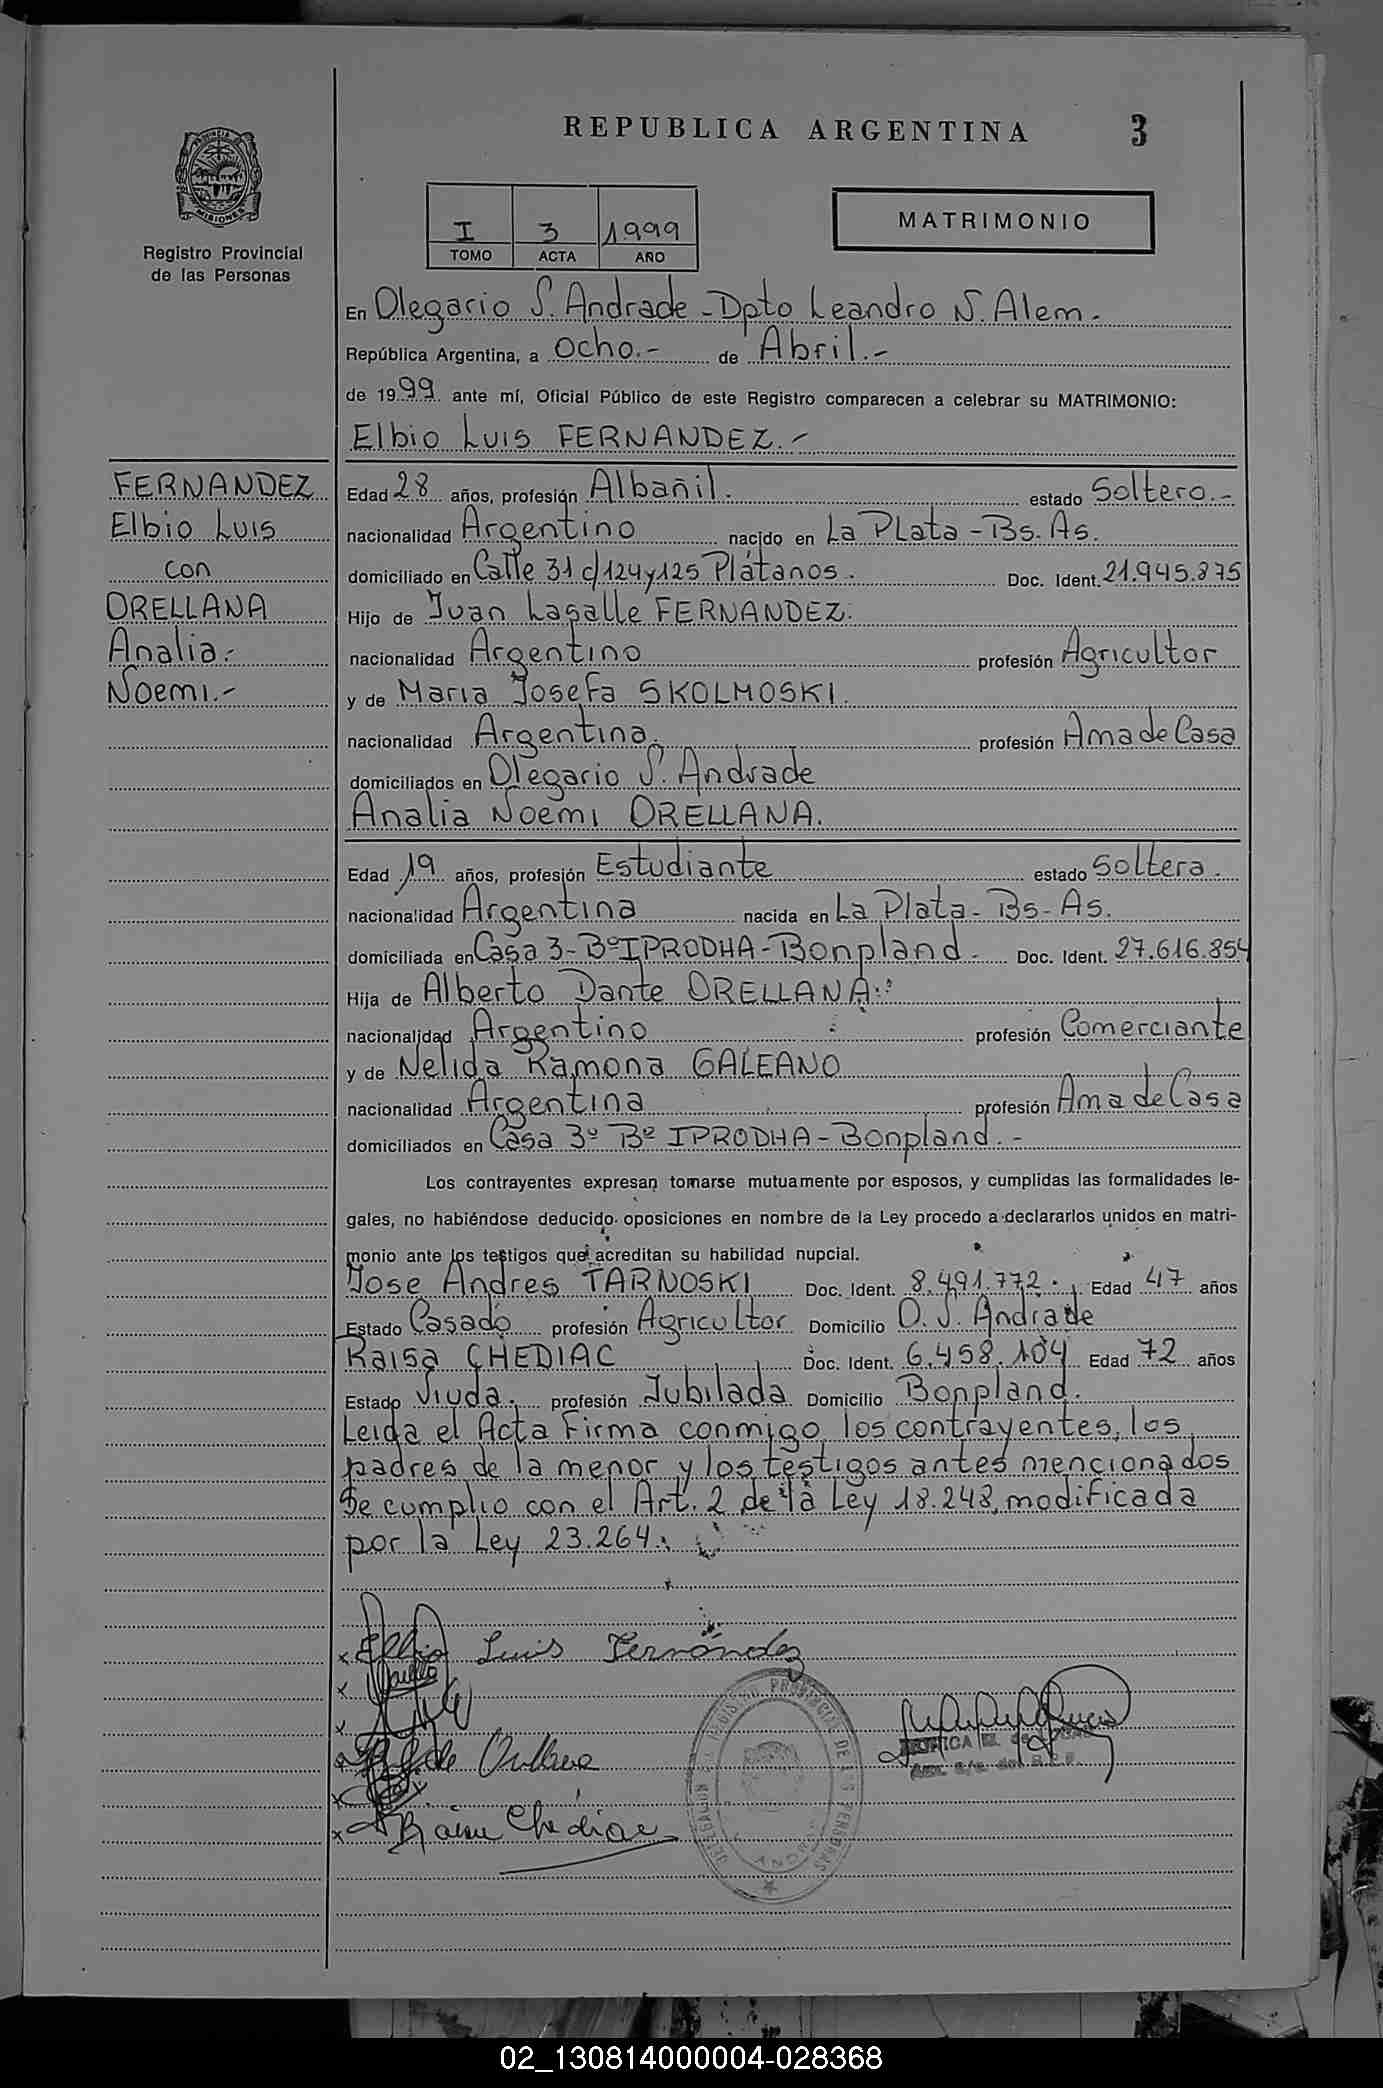 REPUBLICA ARGENTINA
3
PROVINCIA
MISIONES
Registro Provincial
de las Personas
I 3 1999
TOMO ACTA AÑO
MATRIMONIO
En Olegario S. Andrade - Dpto Leandro N. Alem.-
República Argentina, a ocho.- de Abril.-
de 1999 ante mí, Oficial Público de este Registro comparecen a celebrar su MATRIMONIO:
Elbio Luis FERNANDEZ.-
FERNANDEZ
Elbio Luis
con
ORELLANA
Analia.-
Noemi.-
Edad 28 años, profesión Albañil. estado Soltero.-
nacionalidad Argentino nacido en La PLata - Bs. As.
domiciliado en Calle 31 c/124y125 Plátanos. Doc. Ident. 21.945.875
Hijo de Juan Lasalle FERNANDEZ.
nacionalidad Argentino profesión Agricultor
y de Maria Josefa SKOLMOSKI.
nacionalidad Argentina. profesión Ama de Casa
domiciliados en Olegario S. Andrade
Analia Noemi ORELLANA.
Edad 19 años, profesión Estudiante estado Soltera.
nacionalidad Argentina nacida en La Plata - Bs - As.
domiciliada en Casa 3 - Bº IPRODHA - Bonpland. Doc. Ident. 27.616.854
Hija de Alberto Dante ORELLANA.
nacionalidad Argentino profesión Comerciante
y de Nelida Ramona GALEANO
nacionalidad Argentina profesión Ama de Casa
domiciliados en Casa 3º Bº IPRODHA - Bonpland. -
Los contrayentes expresan tomarse mutuamente por esposos, y cumplidas las formalidades le-
gales, no habiéndose deducido oposiciones en nombre de la Ley procedo a declararlos unidos en matri-
monio ante los testigos que acreditan su habilidad nupcial.
Jose Andres TARNOSKI Doc. Ident. 8.491.772. Edad 47 años
Estado Casado profesión Agricultor Domicilio O. S. Andrade
Raisa CHEDIAC Doc. Ident. 6.458.104 Edad 72 años
Estado Viuda. profesión Jubilada Domicilio Bonpland.
Leida el Acta Firma conmigo los contrayentes, los
padres de la menor y los testigos antes mencionados
Se cumplio con el Art. 2 de la Ley 18.248, modificada
por la Ley 23.264.
x Elbio Luis Fernández
x
x
de Orellana
x
x Raisa Chediac
REGISTRO PROVINCIAL DE LAS PERSONAS
02_130814000004-028368